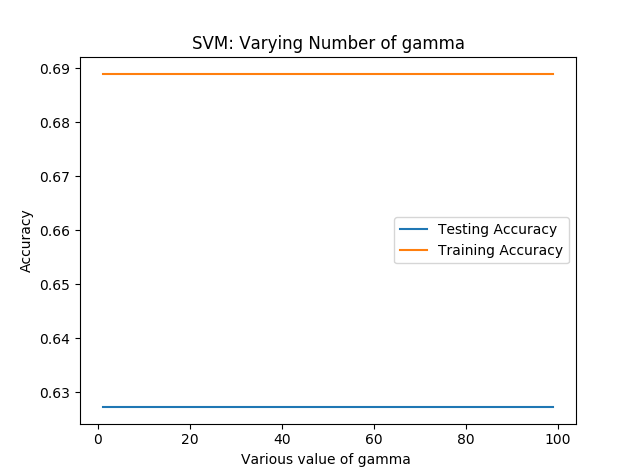 SVM: Varying Number of gamma
0.69
0.68
0.67
0.66
0.65
0.64
0.63
Accuracy
Testing Accuracy
Training Accuracy
0 20 40 60 80 100
Various value of gamma